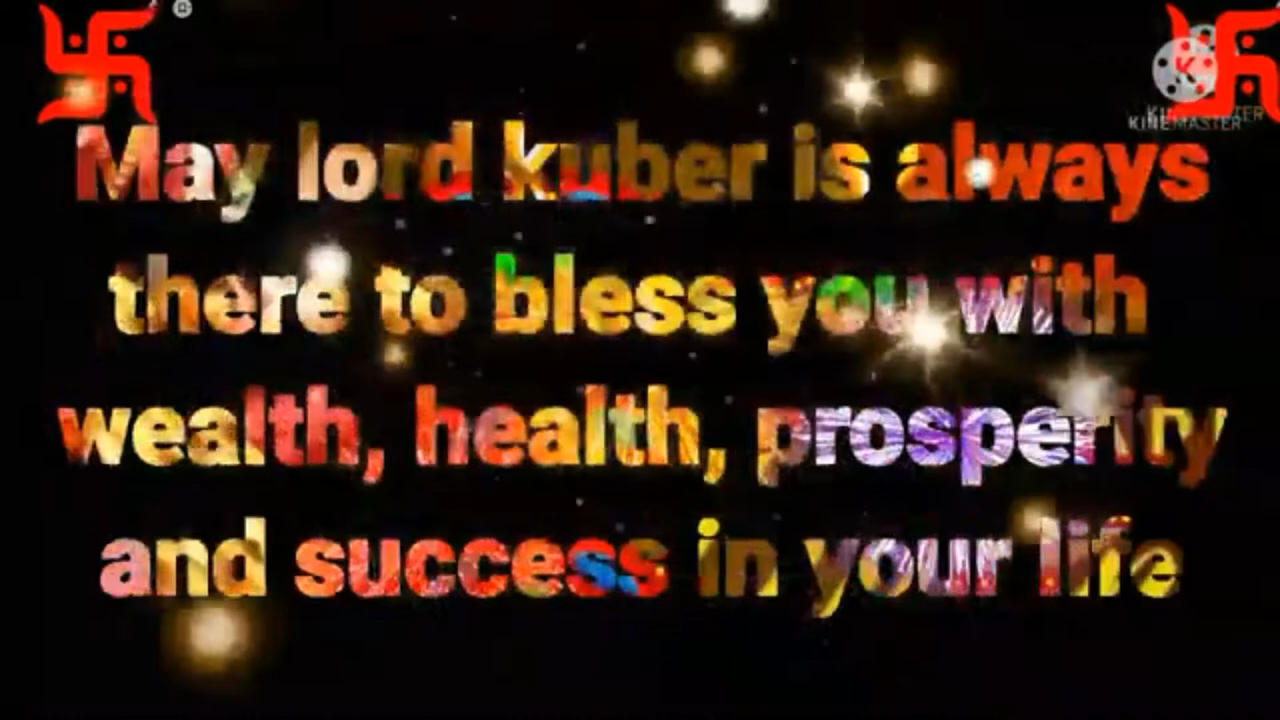 May lord kuber is always
there to bless you with
wealth, health, prosperity
and success in your life
KINEMASTER